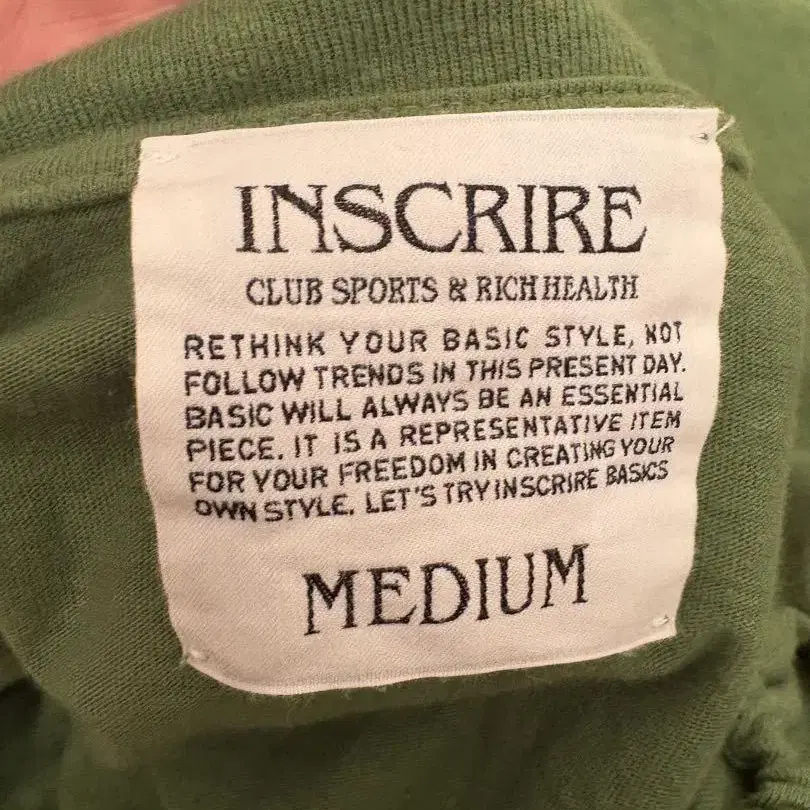 INSCRIRE
CLUB SPORTS & RICH HEALTH
RETHINK YOUR BASIC STYLE, NOT
FOLLOW TRENDS IN THIS PRESENT DAY.
BASIC WILL ALWAYS BE AN ESSENTIAL
PIECE. IT IS A REPRESENTATIVE ITEM
FOR YOUR FREEDOM IN CREATING YOUR
OWN STYLE. LET'S TRY INSCRIRE BASICS
MEDIUM